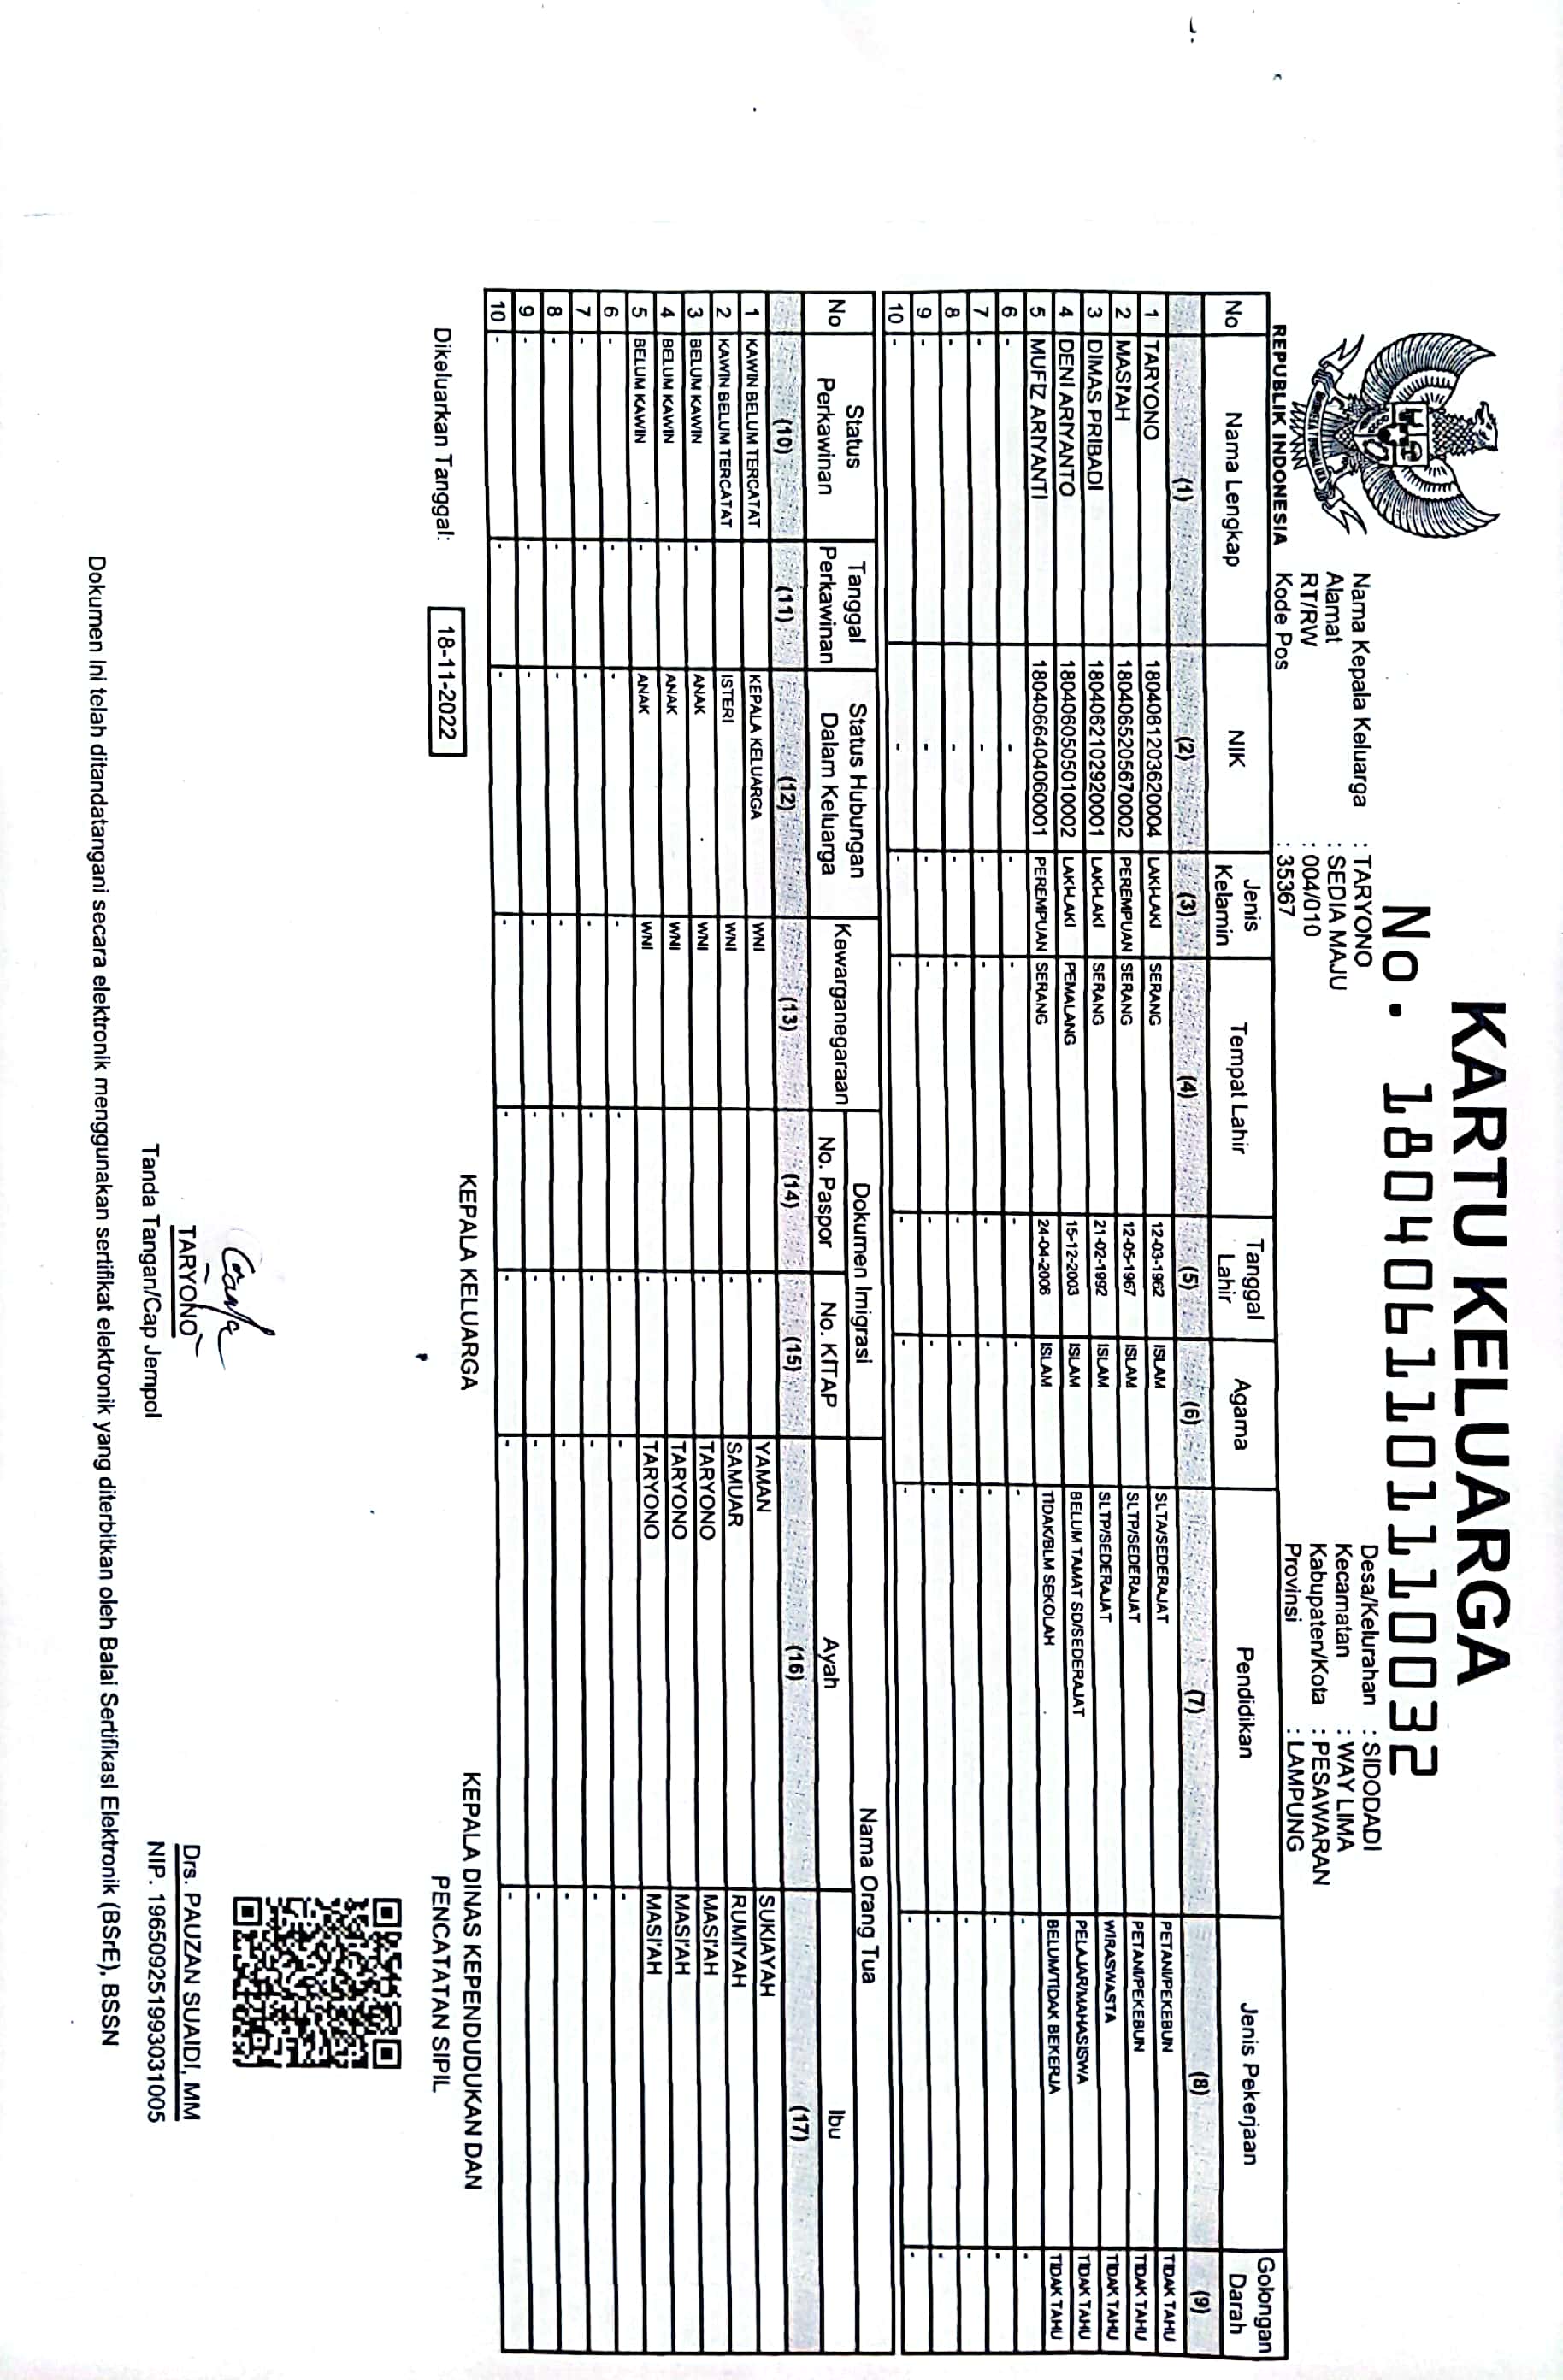 KARTU KELUARGA
No. 1804061101110032
REPUBLIK INDONESIA
Nama Kepala Keluarga : TARYONO
Alamat : SEDIA MAJU
RT/RW : 004/010
Kode Pos : 35367
Desa/Kelurahan : SIDODADI
Kecamatan : WAY LIMA
Kabupaten/Kota : PESAWARAN
Provinsi : LAMPUNG
No Nama Lengkap NIK Jenis Kelamin Tempat Lahir Tanggal Lahir Agama Pendidikan Jenis Pekerjaan Golongan Darah
(1) (2) (3) (4) (5) (6) (7) (8) (9)
1 TARYONO 1804061203620004 LAKI-LAKI SERANG 12-03-1962 ISLAM SLTA/SEDERAJAT PETANI/PEKEBUN TIDAK TAHU
2 MASI'AH 1804065205670002 PEREMPUAN SERANG 12-05-1967 ISLAM SLTP/SEDERAJAT PETANI/PEKEBUN TIDAK TAHU
3 DIMAS PRIBADI 1804062102920001 LAKI-LAKI SERANG 21-02-1992 ISLAM SLTP/SEDERAJAT WIRASWASTA TIDAK TAHU
4 DENI ARIYANTO 1804060505010002 LAKI-LAKI PEMALANG 15-12-2003 ISLAM BELUM TAMAT SD/SEDERAJAT PELAJAR/MAHASISWA TIDAK TAHU
5 MUFIZ ARIYANTI 1804066404060001 PEREMPUAN SERANG 24-04-2006 ISLAM TIDAK/BLM SEKOLAH BELUM/TIDAK BEKERJA TIDAK TAHU
6 - - - - - - - - -
7 - - - - - - - - -
8 - - - - - - - - -
9 - - - - - - - - -
10 - - - - - - - - -
No Status Perkawinan Tanggal Perkawinan Status Hubungan Dalam Keluarga Kewarganegaraan Dokumen Imigrasi Nama Orang Tua
No. Paspor No. KITAP Ayah Ibu
(10) (11) (12) (13) (14) (15) (16) (17)
1 KAWIN BELUM TERCATAT KEPALA KELUARGA WNI - YAMAN SUKIAYAH
2 KAWIN BELUM TERCATAT ISTERI WNI - SAMUAR RUMIYAH
3 BELUM KAWIN - ANAK WNI - TARYONO MASI'AH
4 BELUM KAWIN - ANAK WNI - TARYONO MASI'AH
5 BELUM KAWIN - ANAK WNI - TARYONO MASI'AH
6 - - - - - - - -
7 - - - - - - - -
8 - - - - - - - -
9 - - - - - - - -
10 - - - - - - - -
Dikeluarkan Tanggal: 18-11-2022
KEPALA KELUARGA
TARYONO
Tanda Tangan/Cap Jempol
KEPALA DINAS KEPENDUDUKAN DAN
PENCATATAN SIPIL
Drs. PAUZAN SUAIDI, MM
NIP. 196509251993031005
Dokumen ini telah ditandatangani secara elektronik menggunakan sertifikat elektronik yang diterbitkan oleh Balai Sertifikasi Elektronik (BSrE), BSSN